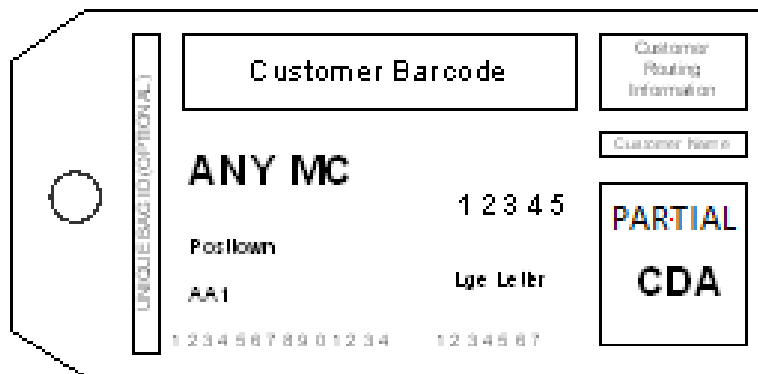 Customer Barcode
Customer
Routing
Information
Customer Name
UNIQUE BAG ID (OPTIONAL)
ANY MC
12345
PARTIAL
CDA
Posttown
Lge Letter
AA1
12345678901234
1234567